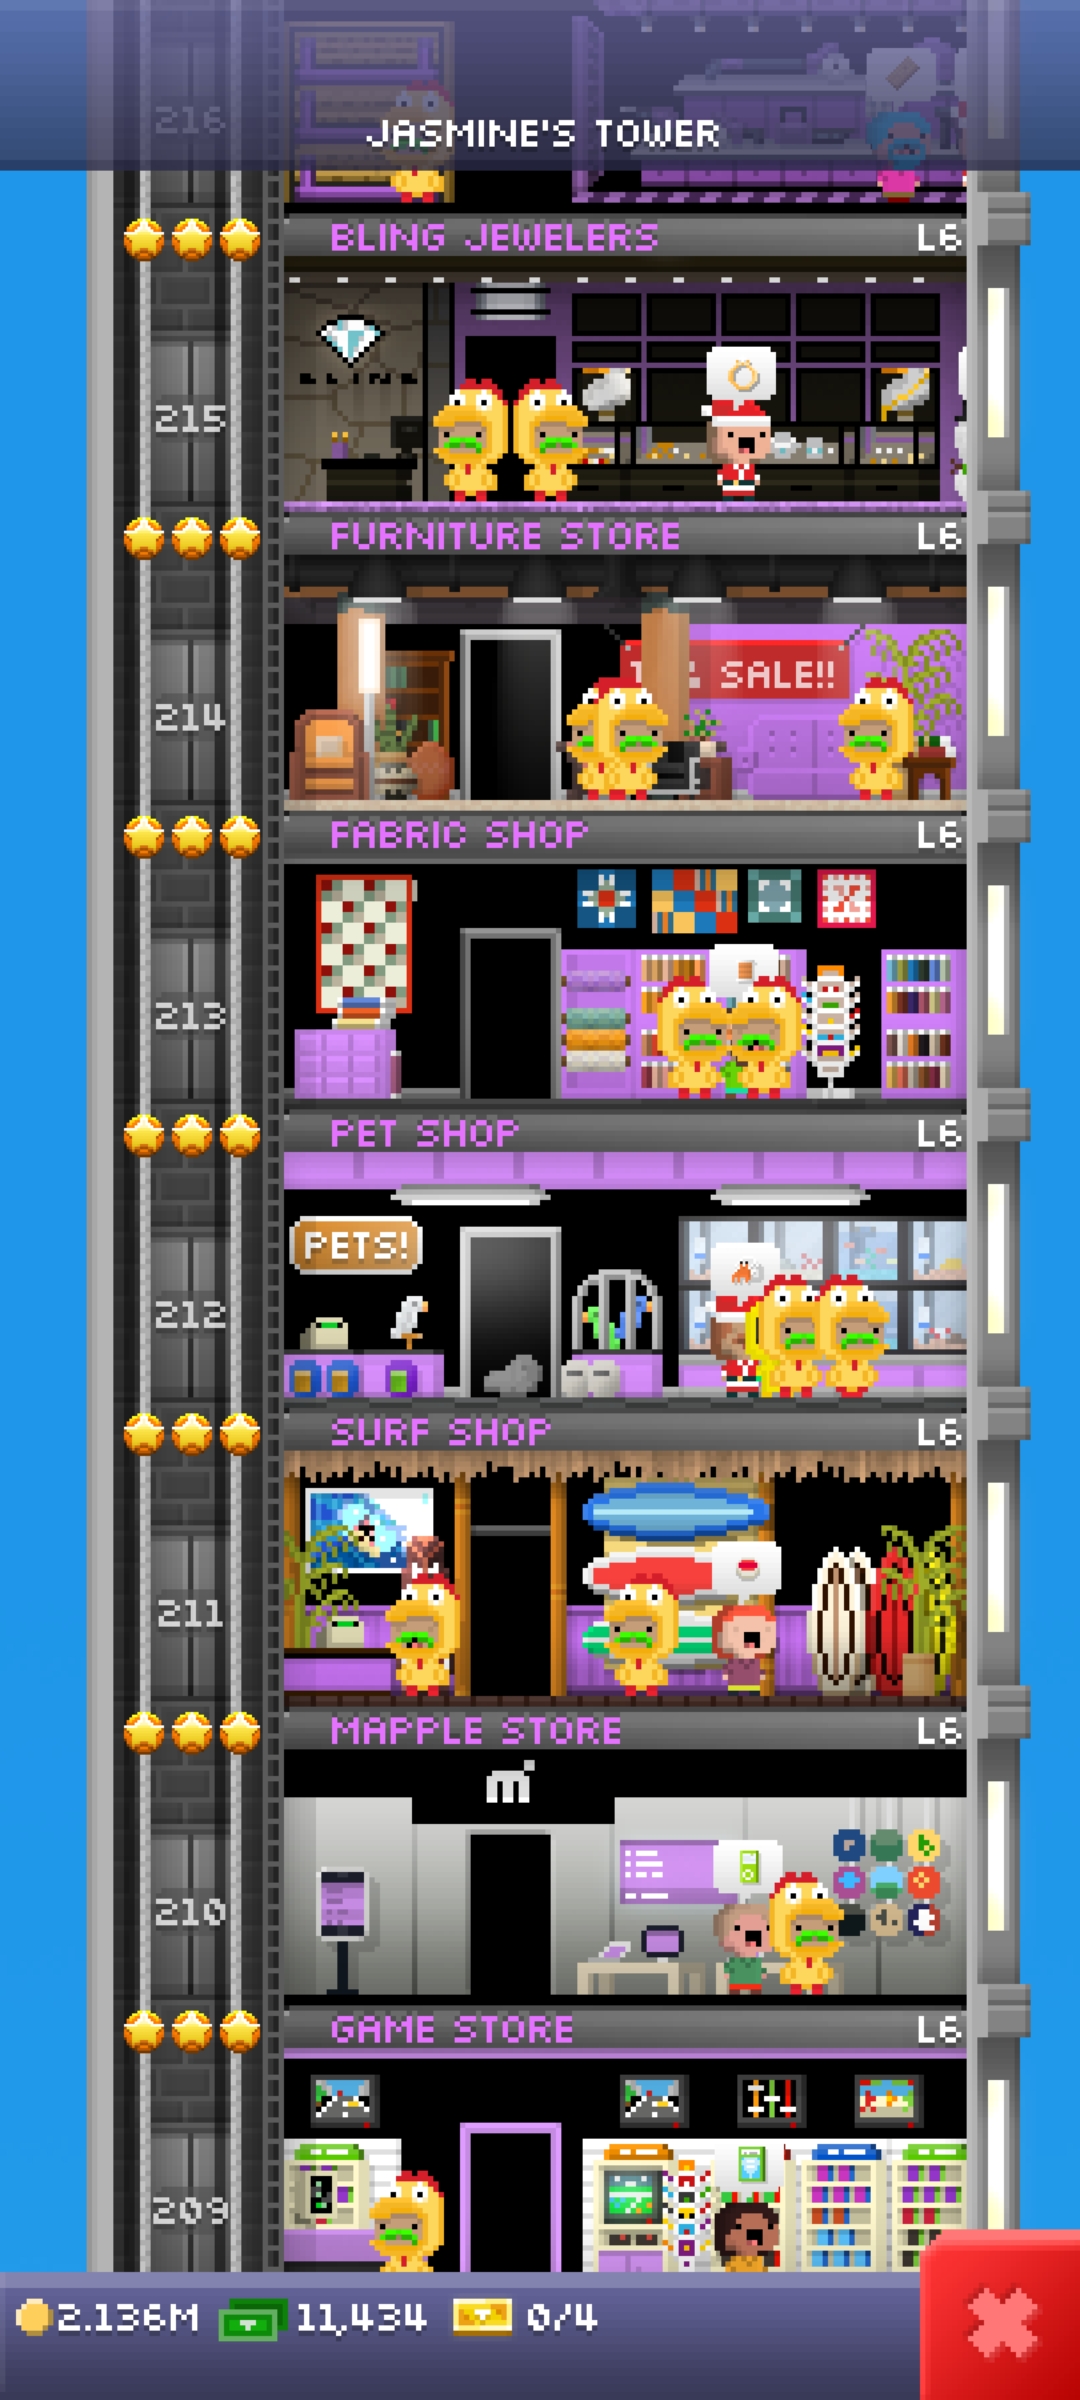 216
JASMINE'S TOWER
BLING JEWELERS L6
BLING
215
FURNITURE STORE L6
SALE!!
214
FABRIC SHOP L6
213
PET SHOP L6
PETS!
212
SURF SHOP L6
211
MAPPLE STORE L6
m
210
GAME STORE L6
209
2.136M 11,434 0/4